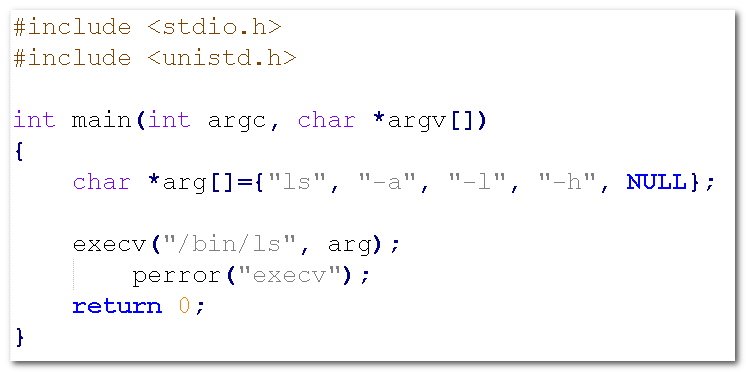 #include <stdio.h>
#include <unistd.h>
int main(int argc, char *argv[])
{
char *arg[]={"ls", "-a", "-l", "-h", NULL};
execv("/bin/ls", arg);
perror("execv");
return 0;
}